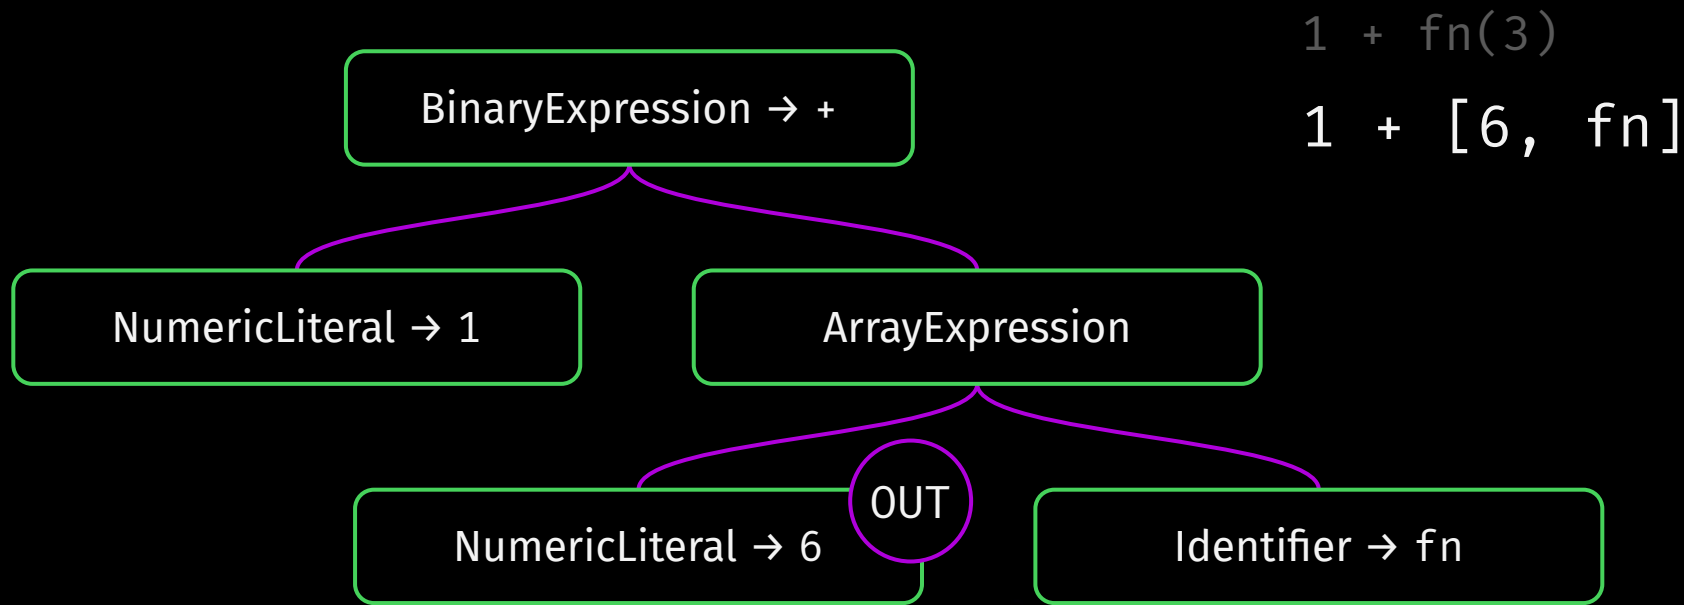 1 + fn(3)
1 + [6, fn]
BinaryExpression → +
NumericLiteral → 1
ArrayExpression
OUT
NumericLiteral → 6
Identifier → fn